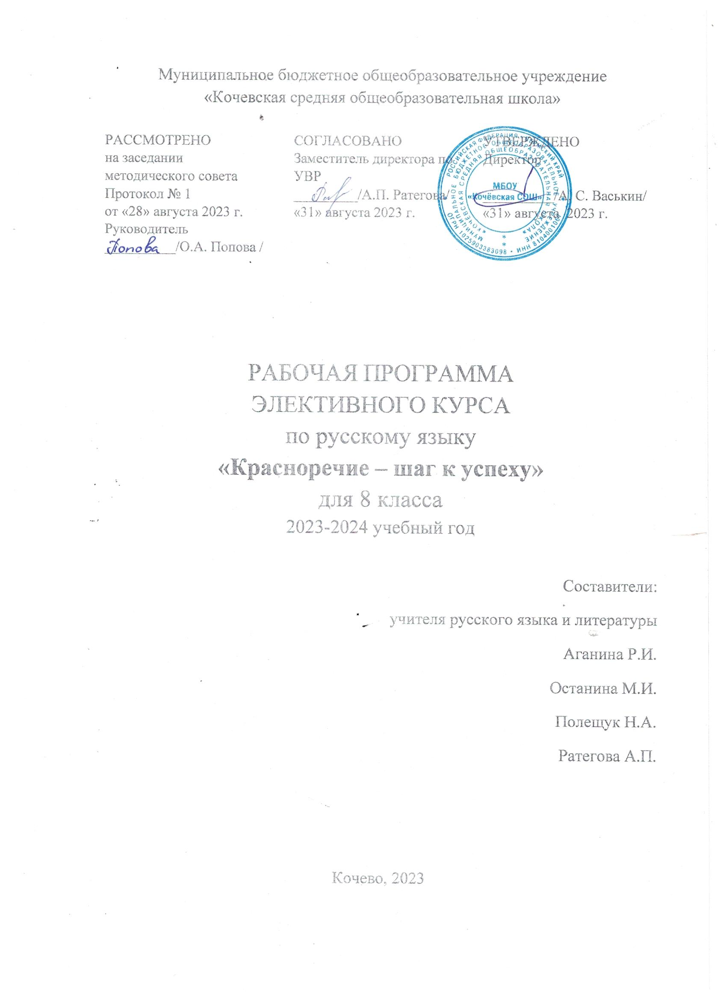 Муниципальное бюджетное общеобразовательное учреждение
«Кочевская средняя общеобразовательная школа»
РАССМОТРЕНО
на заседании
методического совета
Протокол № 1
от «28» августа 2023 г.
Руководитель
Попова /О.А. Попова /
СОГЛАСОВАНО
Заместитель директора по
УВР
/А.П. Ратегова/
«31» августа 2023 г.
УТВЕРЖДЕНО
Директор
/А. С. Васькин/
«31» августа 2023 г.
РОССИЙСКАЯ ФЕДЕРАЦИЯ ПЕРМСКИЙ КРАЙ
МУНИЦИПАЛЬНОЕ БЮДЖЕТНОЕ ОБЩЕОБРАЗОВАТЕЛЬНОЕ УЧРЕЖДЕНИЕ
«КОЧЁВСКАЯ СРЕДНЯЯ ОБЩЕОБРАЗОВАТЕЛЬНАЯ ШКОЛА»
ОГРН 1025903383098 • ИНН
МБОУ
«Кочёвская СОШ»
РАБОЧАЯ ПРОГРАММА
ЭЛЕКТИВНОГО КУРСА
по русскому языку
«Красноречие – шаг к успеху»
для 8 класса
2023-2024 учебный год
Составители:
учителя русского языка и литературы
Аганина Р.И.
Останина М.И.
Полещук Н.А.
Ратегова А.П.
Кочево, 2023